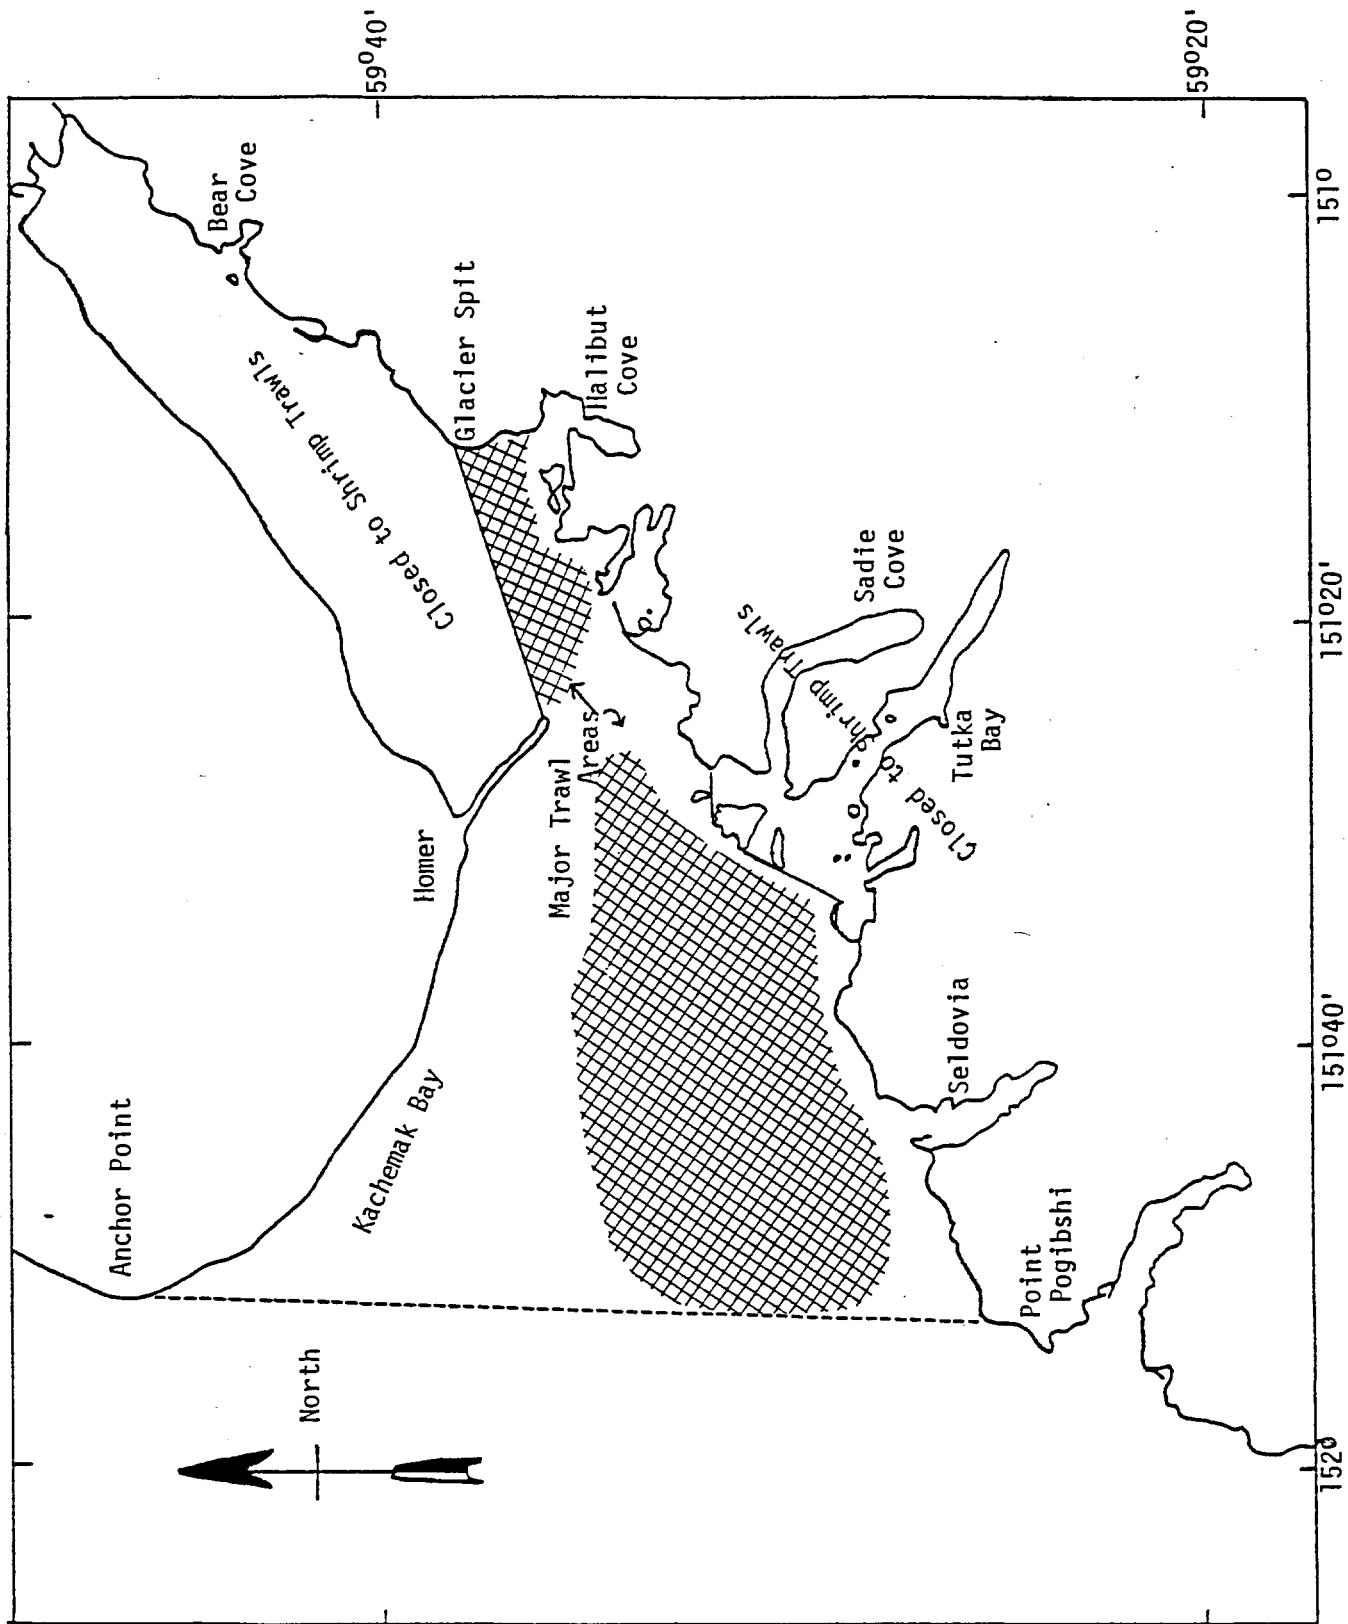 59°40'
59°20'
Bear
Cove
Closed to Shrimp Trawls
Glacier Spit
Halibut
Cove
Homer
Major Trawl
Areas
Sadie
Cove
Closed to Shrimp Trawls
Tutka
Bay
Anchor Point
Kachemak Bay
Seldovia
Point
Pogibshi
North
151°
151°20'
151°40'
152°